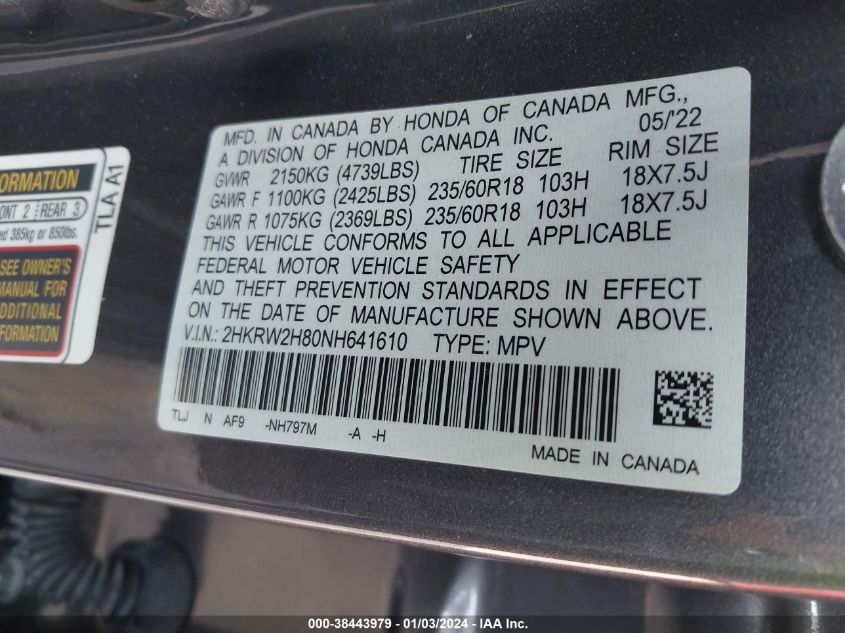 MFD. IN CANADA BY HONDA OF CANADA MFG.,
A DIVISION OF HONDA CANADA INC. 05/'22
GVWR 2150KG (4739LBS) TIRE SIZE RIM SIZE
GAWR F 1100KG (2425LBS) 235/60R18 103H 18X7.5J
GAWR R 1075KG (2369LBS) 235/60R18 103H 18X7.5J
THIS VEHICLE CONFORMS TO ALL APPLICABLE
FEDERAL MOTOR VEHICLE SAFETY
AND THEFT PREVENTION STANDARDS IN EFFECT
ON THE DATE OF MANUFACTURE SHOWN ABOVE.
V.I.N.: 2HKRW2H80NH641610 TYPE: MPV
TLJ N AF9 -NH797M -A -H
MADE IN CANADA
TLA A1
FRONT 2 REAR 3
385kg or 850lbs.
SEE OWNER'S
MANUAL FOR
ADDITIONAL
INFORMATION
000-38443979 - 01/03/2024 - IAA Inc.